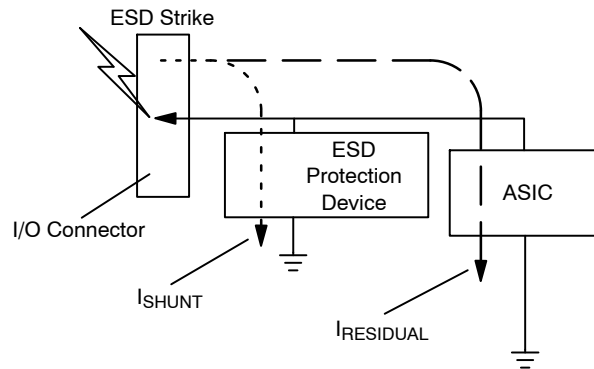 ESD Strike
ESD
Protection
Device
ASIC
I/O Connector
ISHUNT
IRESIDUAL